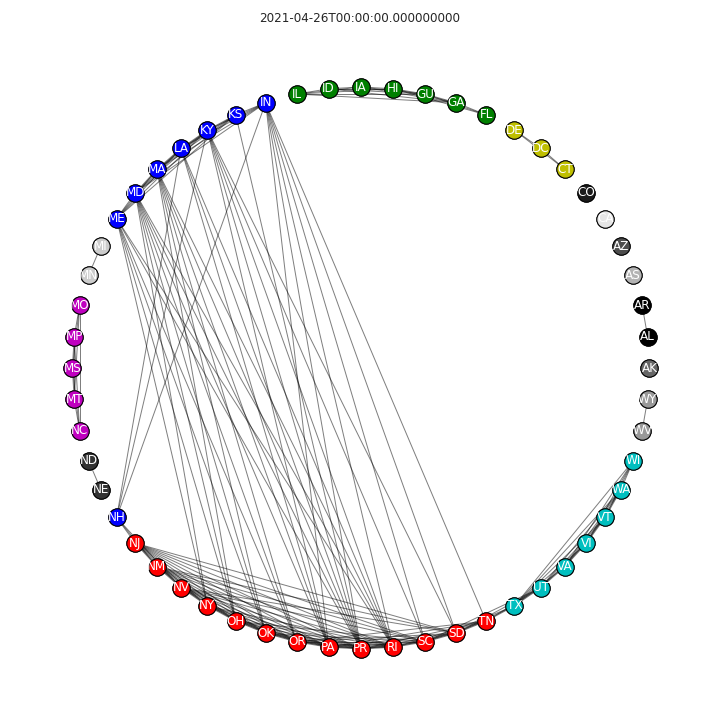 2021-04-26T00:00:00.000000000
IL
ID
IA
HI
GU
GA
FL
DE
DC
CT
CO
CA
AZ
AS
AR
AL
AK
WY
WV
WI
WA
VT
VI
VA
UT
TX
TN
SD
SC
RI
PR
PA
OR
OK
OH
NY
NV
NM
NJ
NH
NE
ND
NC
MT
MS
MP
MO
MN
MI
ME
MD
MA
LA
KY
KS
IN